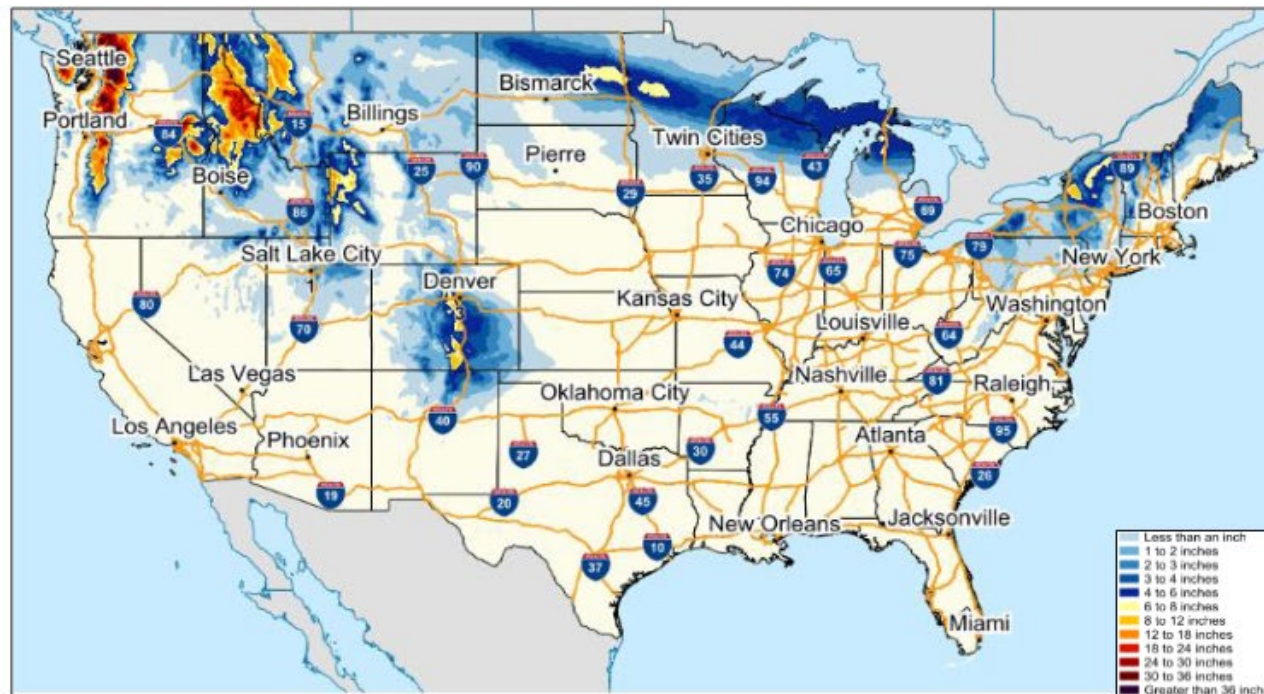 Seattle
Bismarck
Portland
84
15
Billings
Twin Cities
Boise
Pierre
25
90
35
94
43
89
86
29
69
Boston
Chicago
79
Salt Lake City
1
75
New York
74
65
Denver
80
3
Kansas City
Washington
70
Louisville
64
44
Las Vegas
Nashville
81
Raleigh
Oklahoma City
40
55
Los Angeles
Phoenix
95
27
30
Atlanta
Dallas
26
19
20
45
New Orleans
Jacksonville
10
37
Miami
Less than an inch
1 to 2 inches
2 to 3 inches
3 to 4 inches
4 to 6 inches
6 to 8 inches
8 to 12 inches
12 to 18 inches
18 to 24 inches
24 to 30 inches
30 to 36 inches
Greater than 36 inch